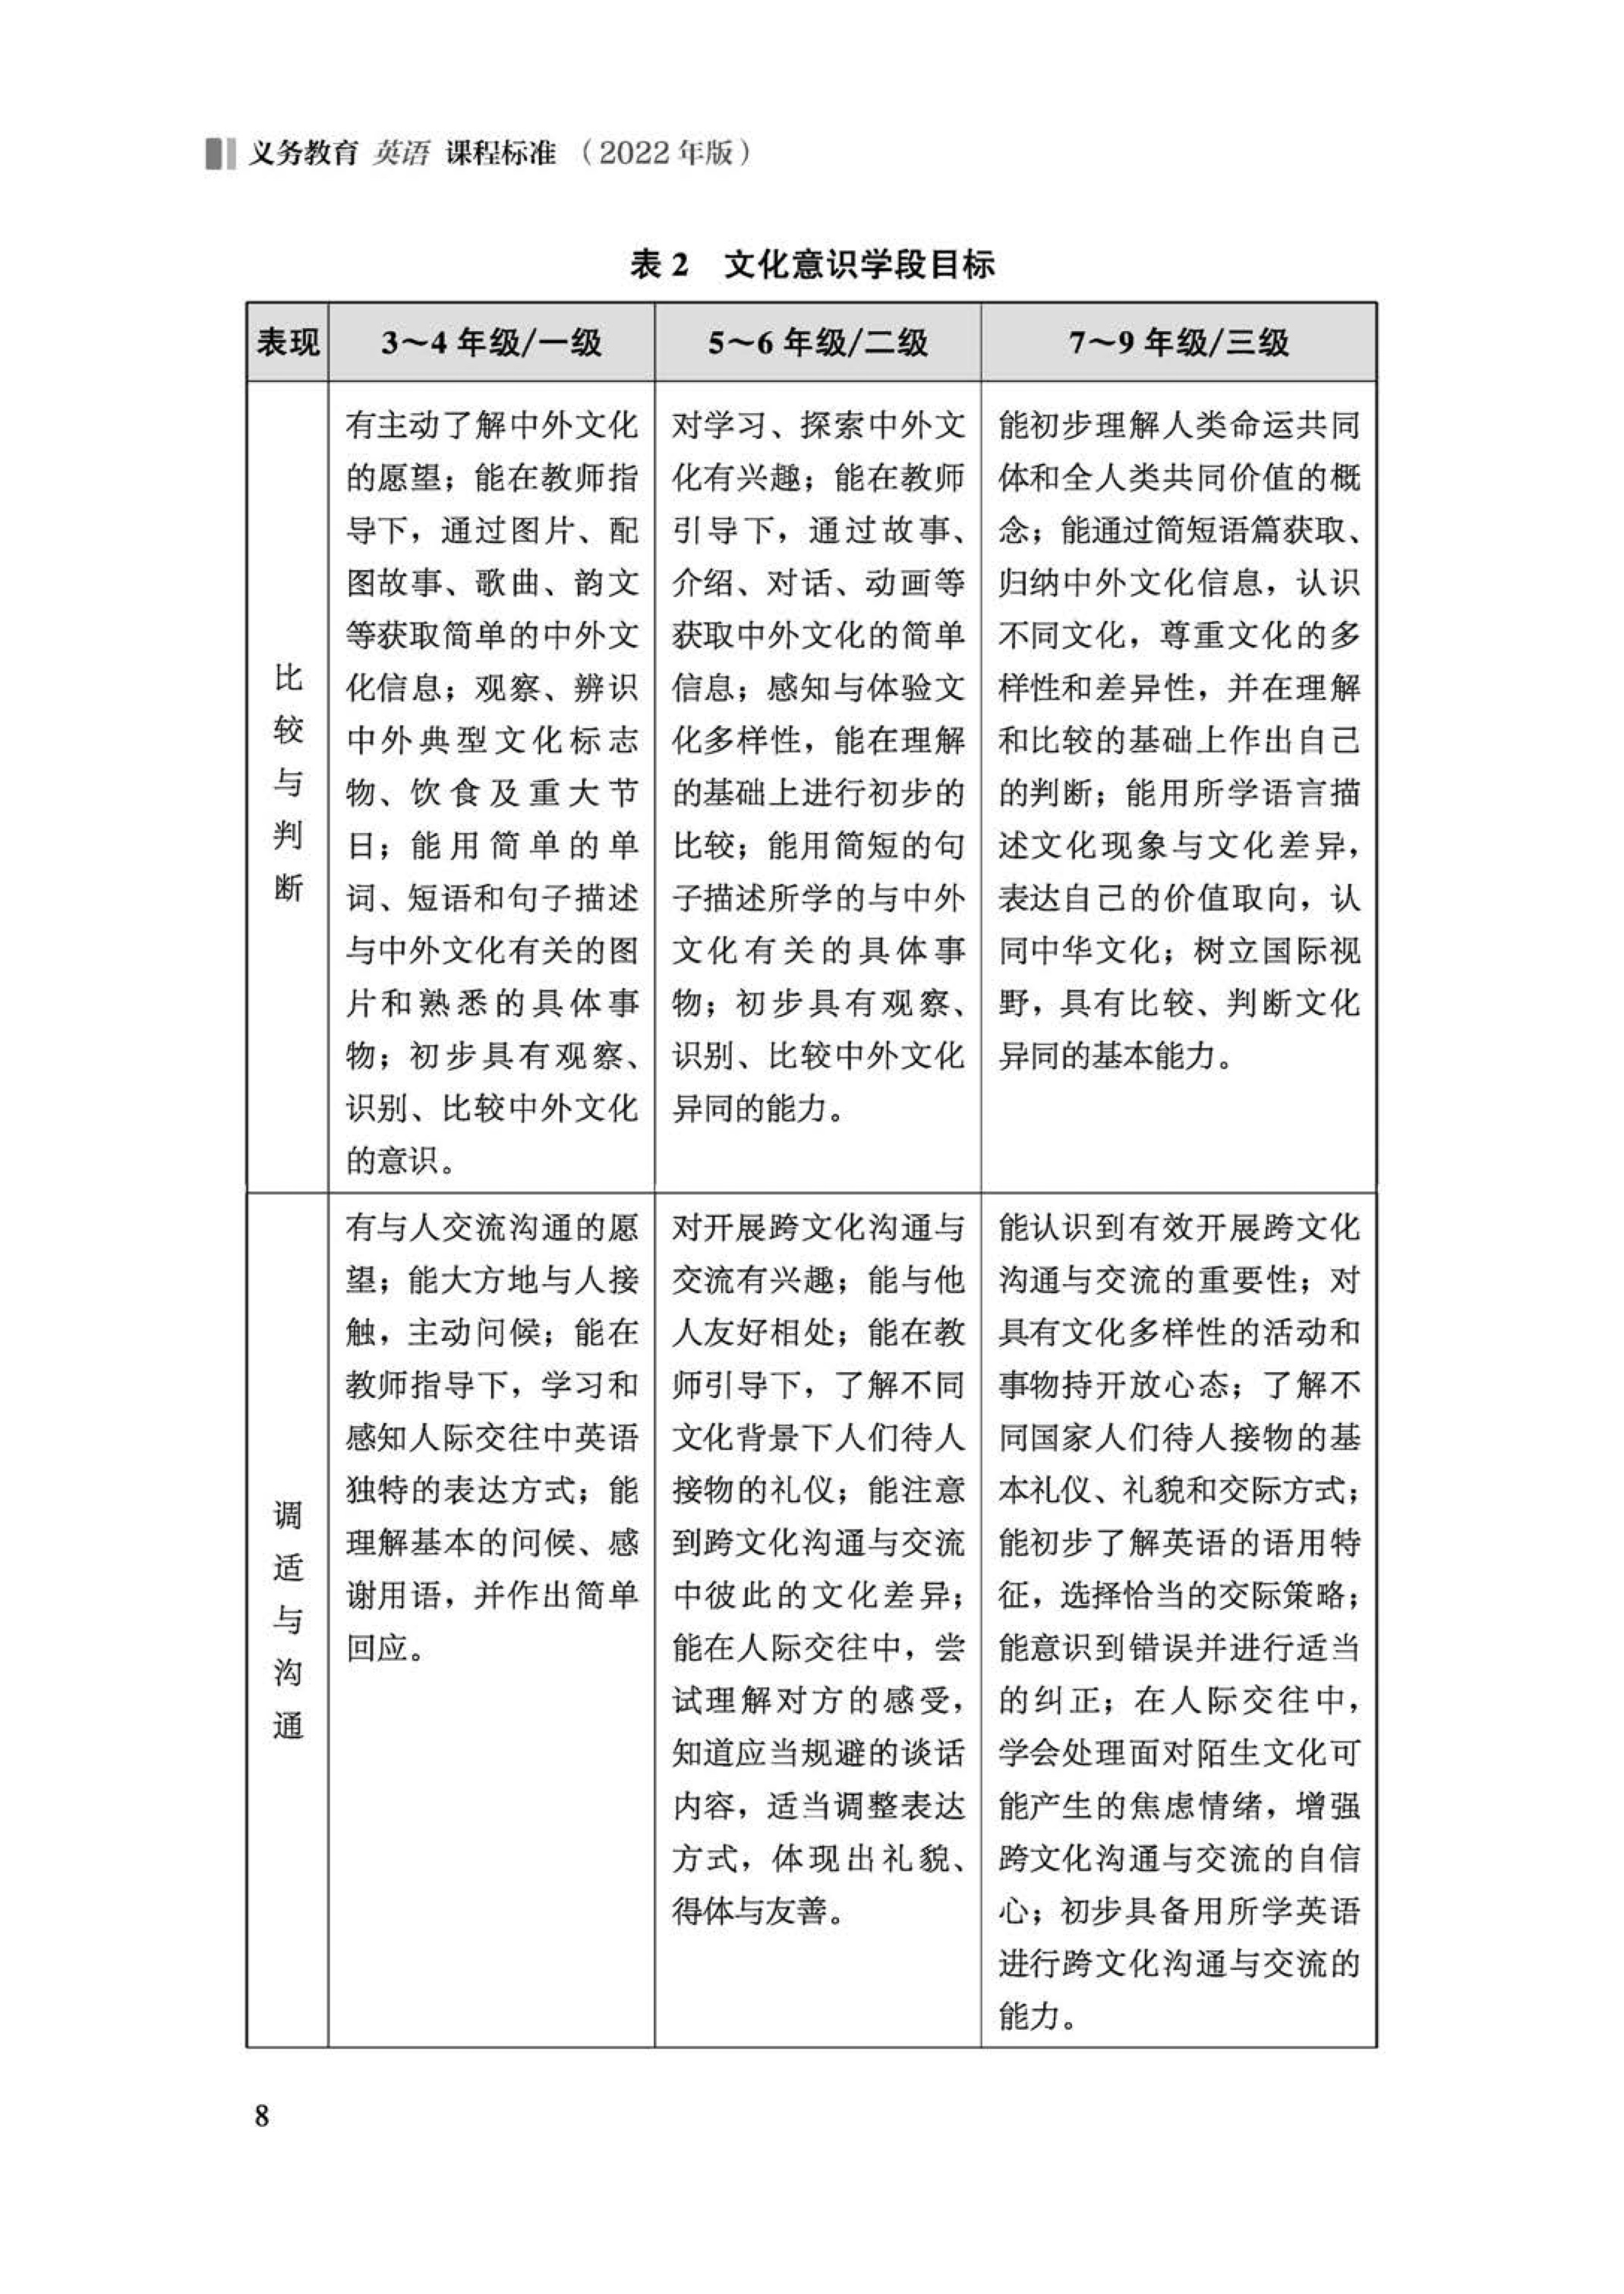 义务教育 英语 课程标准（2022年版）
表2 文化意识学段目标
表现
3～4年级/一级
5～6年级/二级
7～9年级/三级
比
较
与
判
断
有主动了解中外文化
的愿望；能在教师指
导下，通过图片、配
图故事、歌曲、韵文
等获取简单的中外文
化信息；观察、辨识
中外典型文化标志
物、饮食及重大节
日；能用简单的单
词、短语和句子描述
与中外文化有关的图
片和熟悉的具体事
物；初步具有观察、
识别、比较中外文化
的意识。
对学习、探索中外文
化有兴趣；能在教师
引导下，通过故事、
介绍、对话、动画等
获取中外文化的简单
信息；感知与体验文
化多样性，能在理解
的基础上进行初步的
比较；能用简短的句
子描述所学的与中外
文化有关的具体事
物；初步具有观察、
识别、比较中外文化
异同的能力。
能初步理解人类命运共同
体和全人类共同价值的概
念；能通过简短语篇获取、
归纳中外文化信息，认识
不同文化，尊重文化的多
样性和差异性，并在理解
和比较的基础上作出自己
的判断；能用所学语言描
述文化现象与文化差异，
表达自己的价值取向，认
同中华文化；树立国际视
野，具有比较、判断文化
异同的基本能力。
调
适
与
沟
通
有与人交流沟通的愿
望；能大方地与人接
触，主动问候；能在
教师指导下，学习和
感知人际交往中英语
独特的表达方式；能
理解基本的问候、感
谢用语，并作出简单
回应。
对开展跨文化沟通与
交流有兴趣；能与他
人友好相处；能在教
师引导下，了解不同
文化背景下人们待人
接物的礼仪；能注意
到跨文化沟通与交流
中彼此的文化差异；
能在人际交往中，尝
试理解对方的感受，
知道应当规避的谈话
内容，适当调整表达
方式，体现出礼貌、
得体与友善。
能认识到有效开展跨文化
沟通与交流的重要性；对
具有文化多样性的活动和
事物持开放心态；了解不
同国家人们待人接物的基
本礼仪、礼貌和交际方式；
能初步了解英语的语用特
征，选择恰当的交际策略；
能意识到错误并进行适当
的纠正；在人际交往中，
学会处理面对陌生文化可
能产生的焦虑情绪，增强
跨文化沟通与交流的自信
心；初步具备用所学英语
进行跨文化沟通与交流的
能力。
8